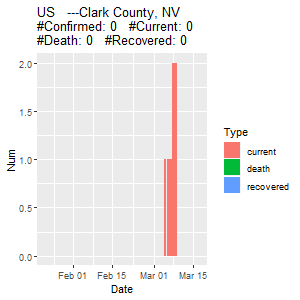 US   ---Clark County, NV
#Confirmed: 0   #Current: 0
#Death: 0   #Recovered: 0
2.0
1.5
1.0
0.5
0.0
Num
Feb 01 Feb 15 Mar 01 Mar 15
Date
Type
current
death
recovered